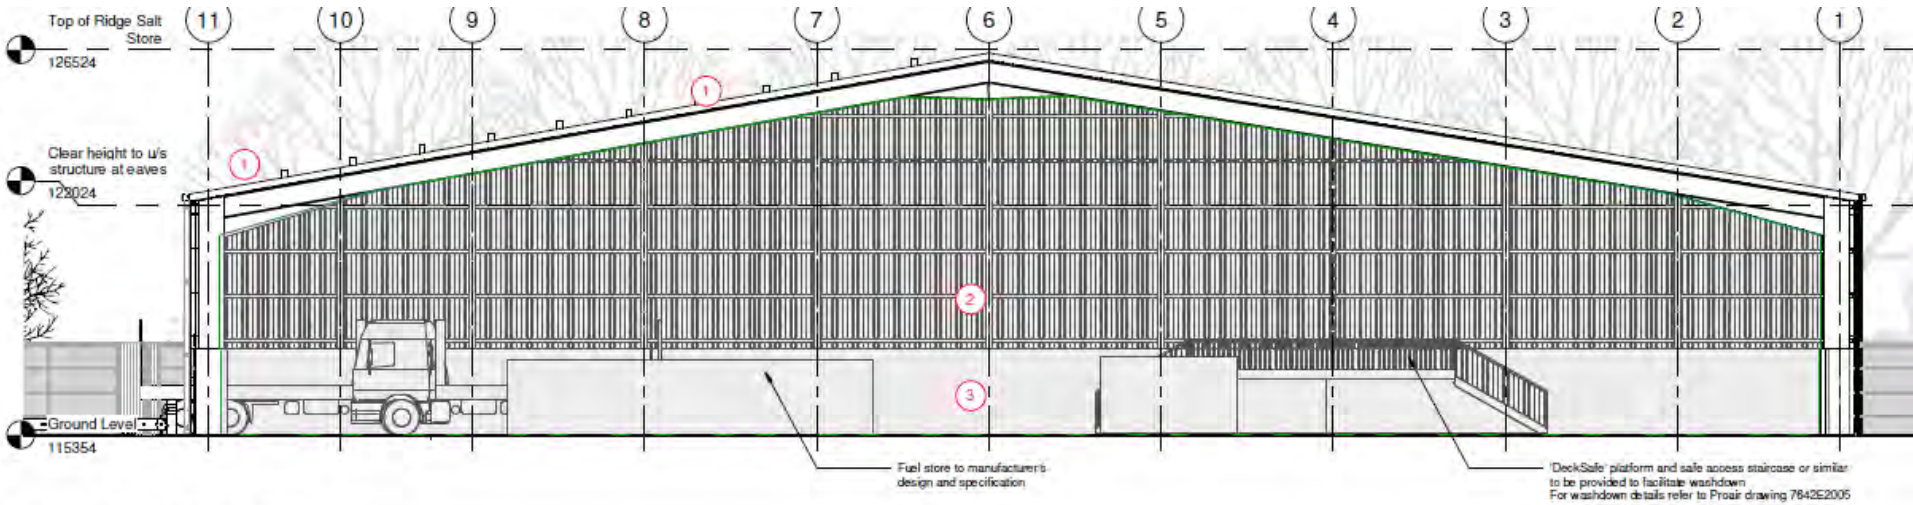 11 10 9 8 7 6 5 4 3 2 1
Top of Ridge Salt
Store
126524
1
Clear height to u/s
structure at eaves
122024
1
2
3
Ground Level
115354
Fuel store to manufacturer's
design and specification
'DeckSafe' platform and safe access staircase or similar
to be provided to facilitate washdown
For washdown details refer to Proair drawing 7642E2005